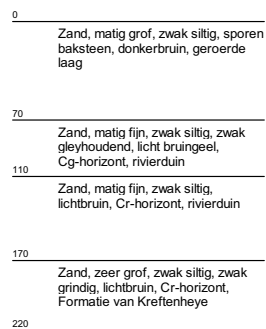 0
Zand, matig grof, zwak siltig, sporen
baksteen, donkerbruin, geroerde
laag
70
Zand, matig fijn, zwak siltig, zwak
gleyhoudend, licht bruingeel,
Cg-horizont, rivierduin
110
Zand, matig fijn, zwak siltig,
lichtbruin, Cr-horizont, rivierduin
170
Zand, zeer grof, zwak siltig, zwak
grindig, lichtbruin, Cr-horizont,
Formatie van Kreftenheye
220